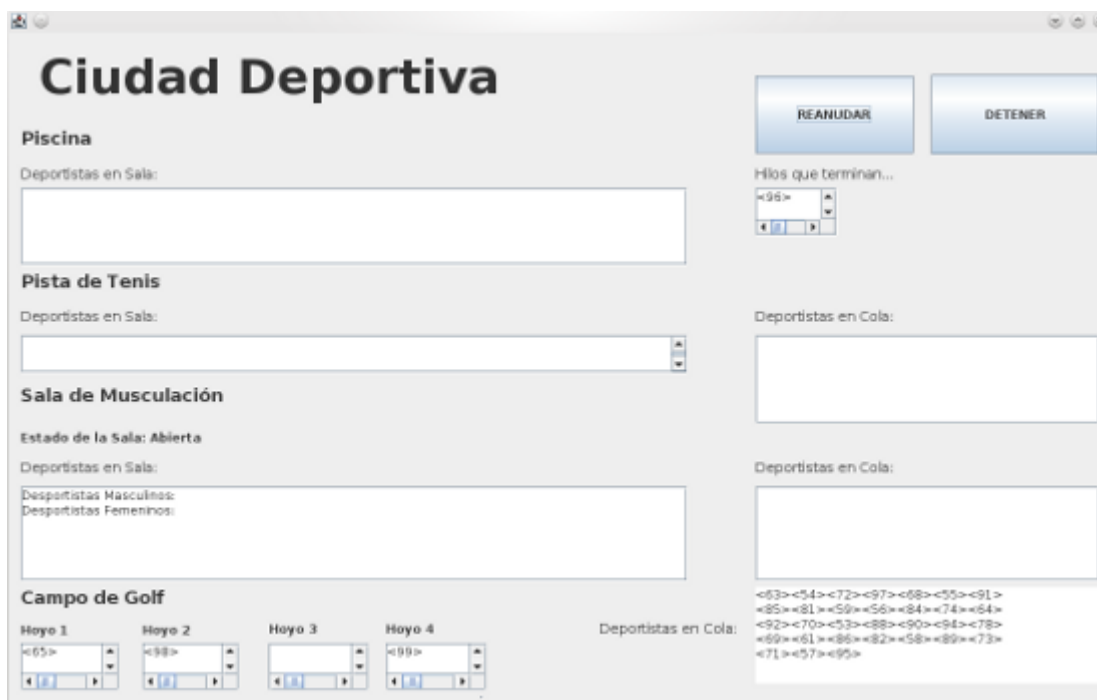 Ciudad Deportiva
REANUDAR
DETENER
Piscina
Deportistas en Sala:
Hilos que terminan...
<96>
Pista de Tenis
Deportistas en Sala:
Deportistas en Cola:
Sala de Musculación
Estado de la Sala: Abierta
Deportistas en Sala:
Deportistas en Cola:
Desportistas Masculinos:
Desportistas Femeninos:
Campo de Golf
Hoyo 1
Hoyo 2
Hoyo 3
Hoyo 4
Deportistas en Cola:
<65>
<98>
<99>
<63><54><72><97><68><55><91>
<85><81><59><56><84><74><64>
<92><70><53><88><90><94><78>
<69><61><86><82><58><89><73>
<71><57><95>